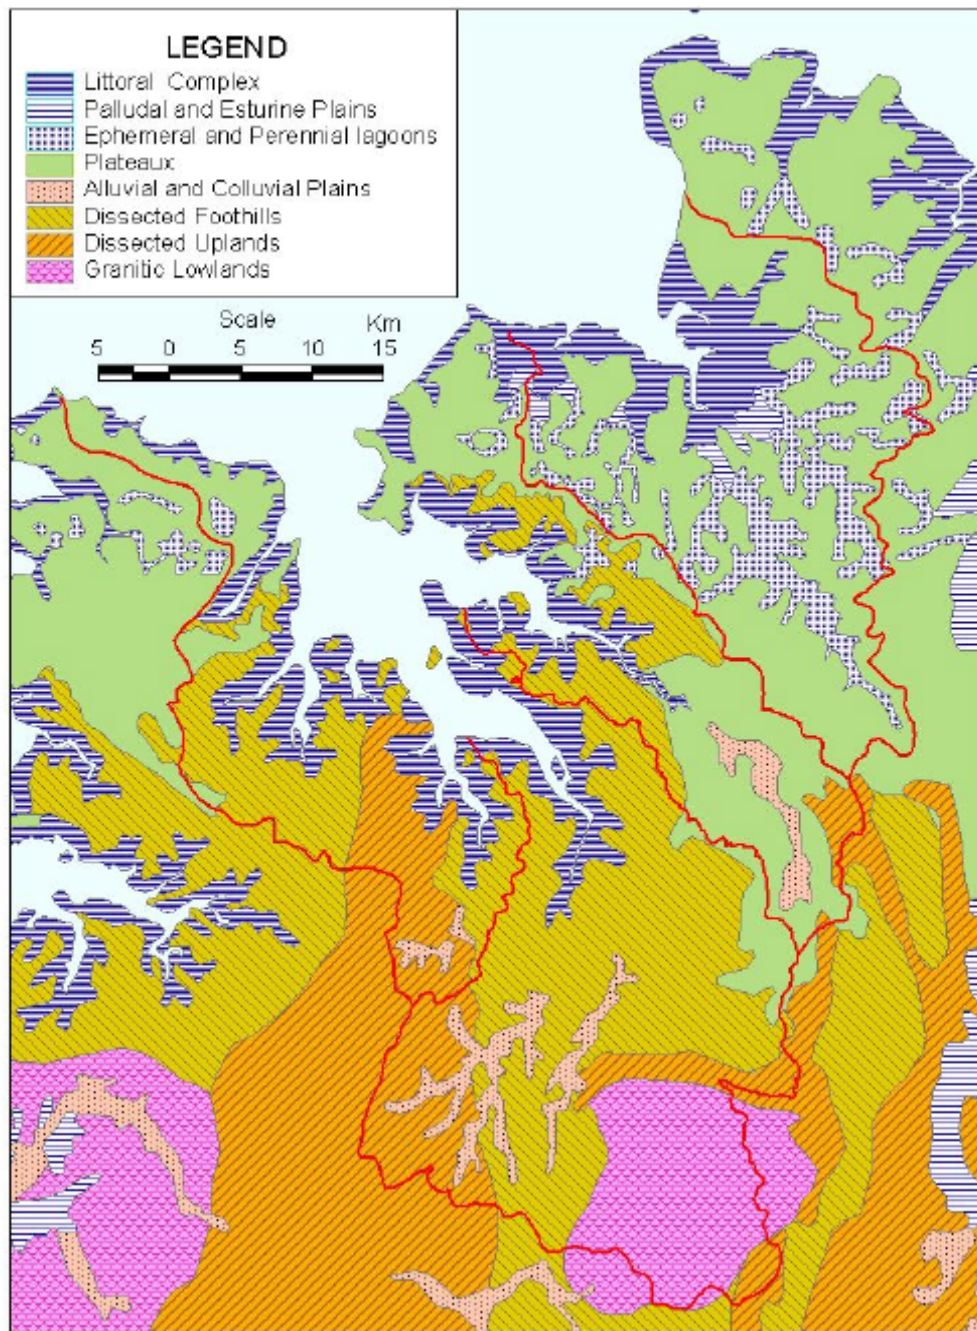 LEGEND
Littoral Complex
Palludal and Esturine Plains
Ephemeral and Perennial lagoons
Plateaux
Alluvial and Colluvial Plains
Dissected Foothills
Dissected Uplands
Granitic Lowlands
Scale Km
5 0 5 10 15